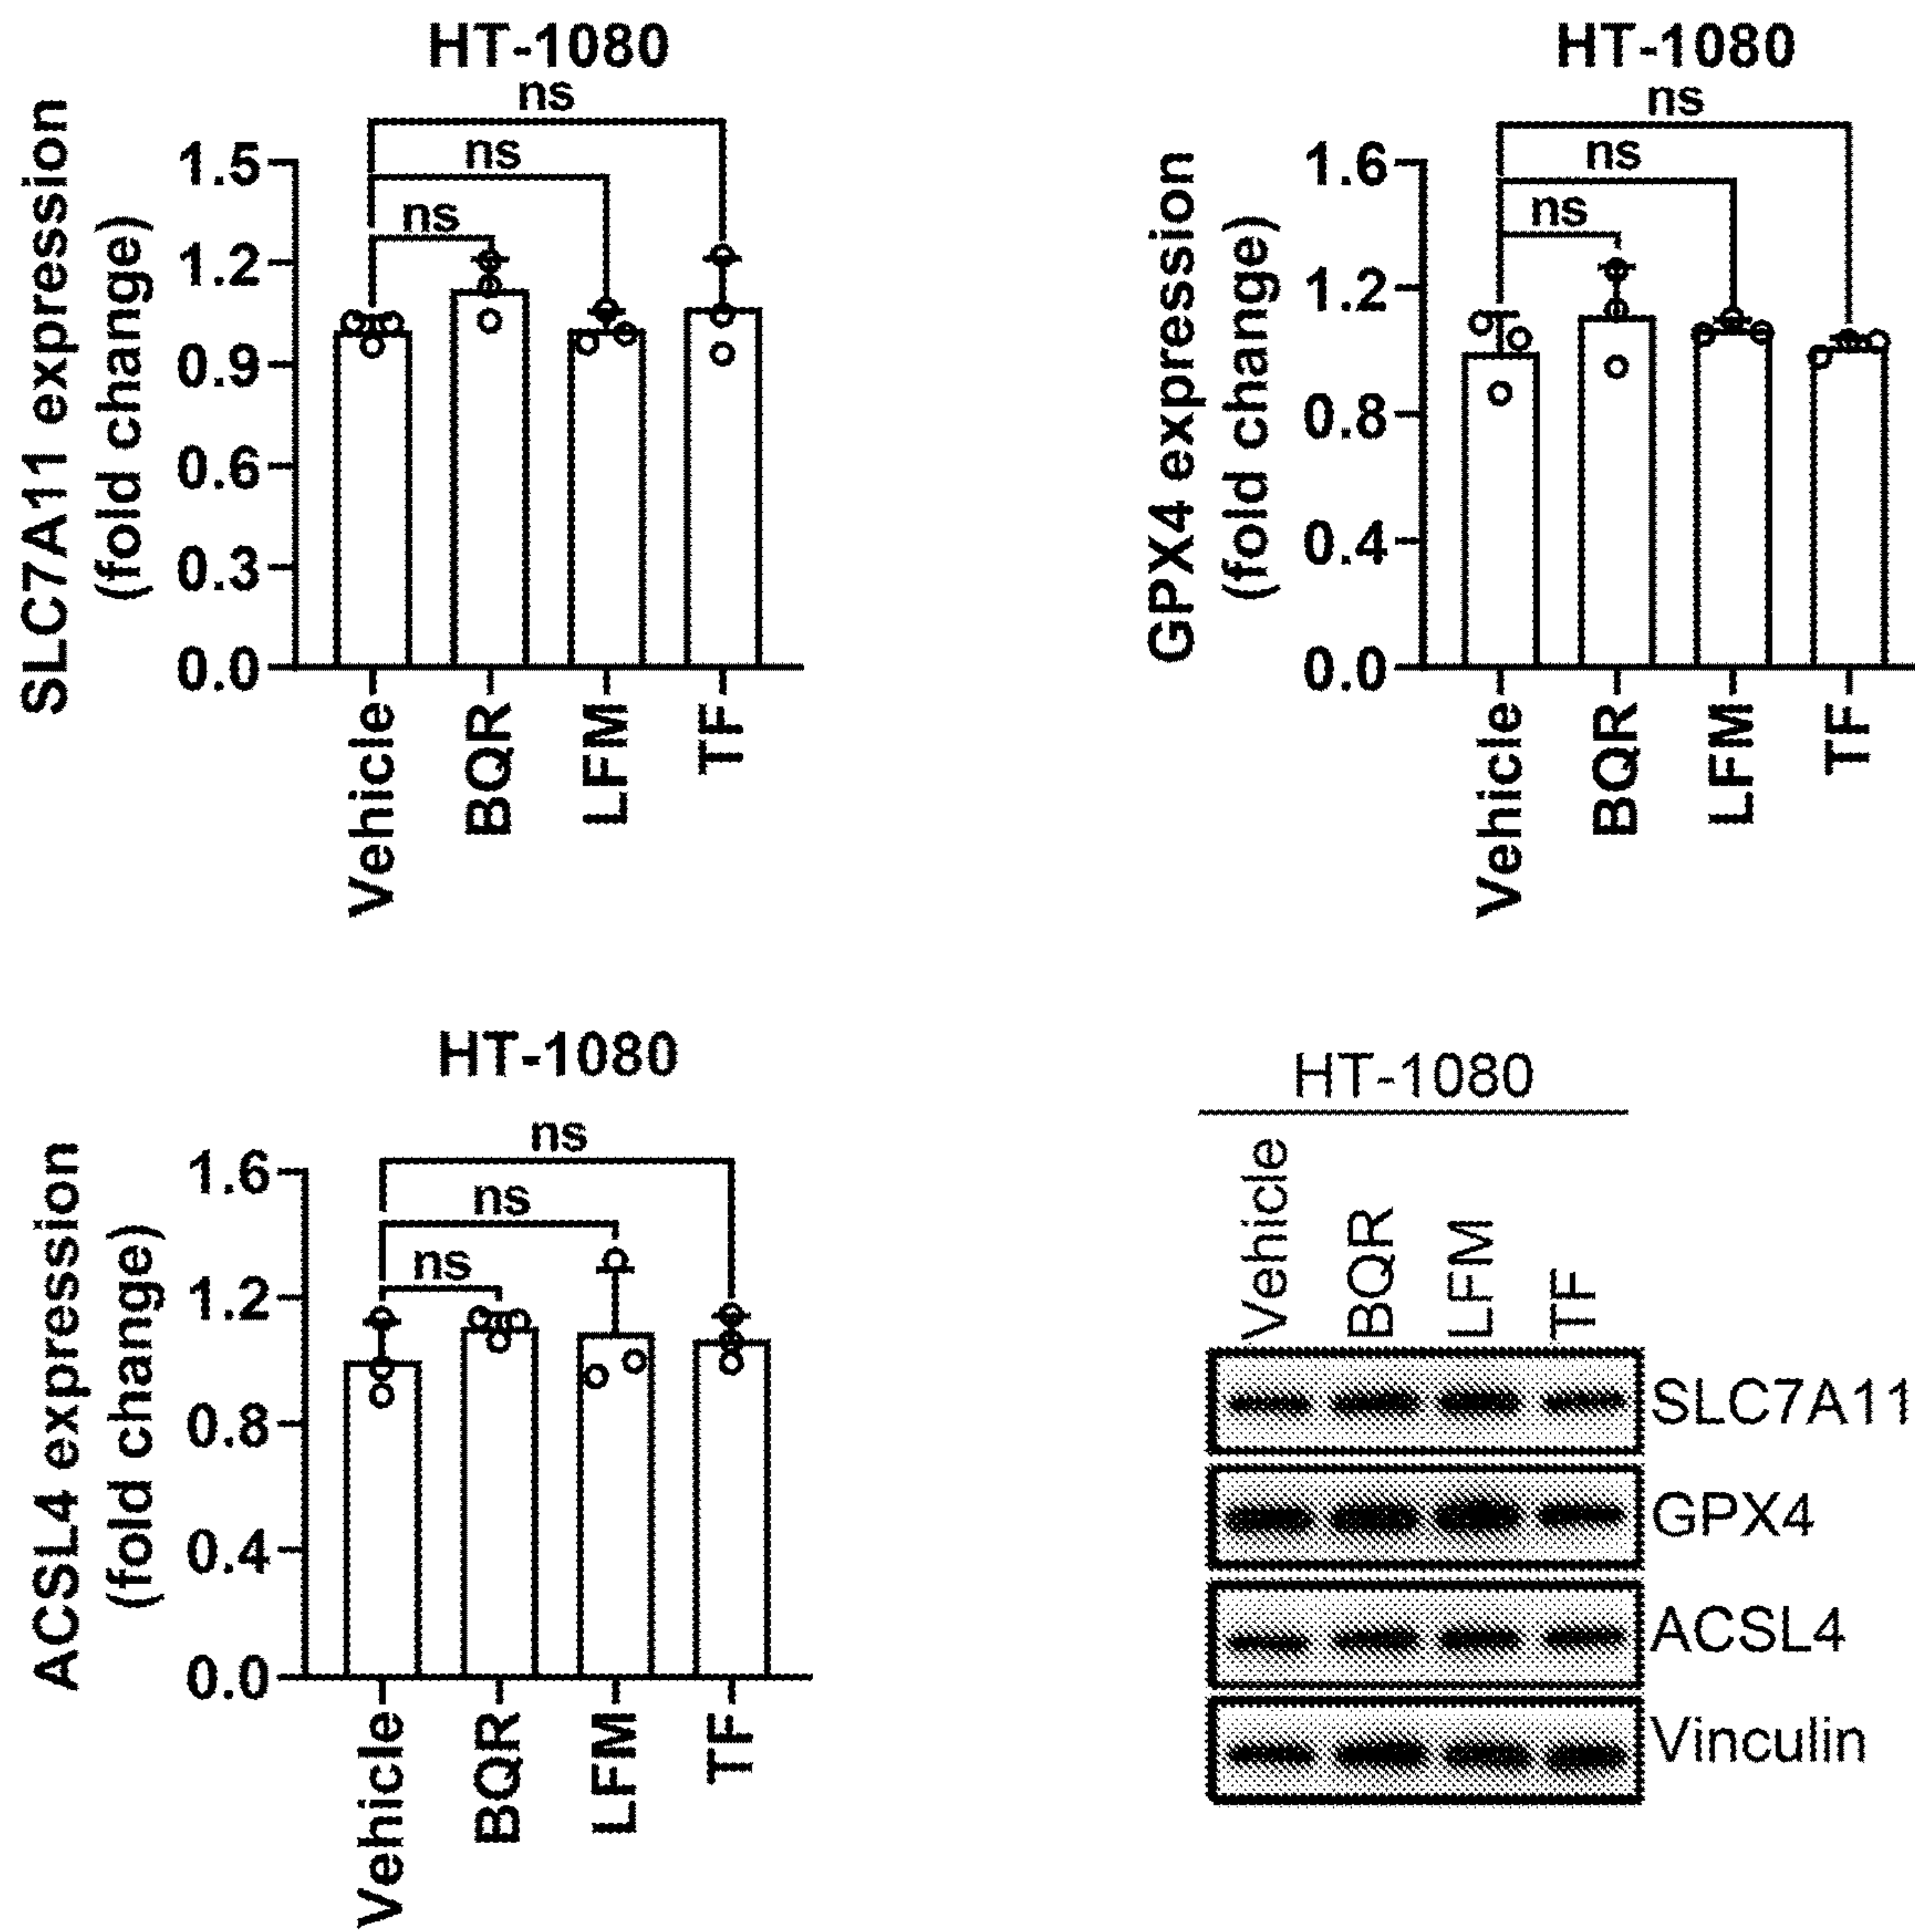 HT-1080
ns
ns
ns
SLC7A11 expression
(fold change)
1.5
1.2
0.9
0.6
0.3
0.0
Vehicle
BQR
LFM
TF
HT-1080
ns
ns
ns
GPX4 expression
(fold change)
1.6
1.2
0.8
0.4
0.0
Vehicle
BQR
LFM
TF
HT-1080
ns
ns
ns
ACSL4 expression
(fold change)
1.6
1.2
0.8
0.4
0.0
Vehicle
BQR
LFM
TF
HT-1080
Vehicle
BQR
LFM
TF
SLC7A11
GPX4
ACSL4
Vinculin